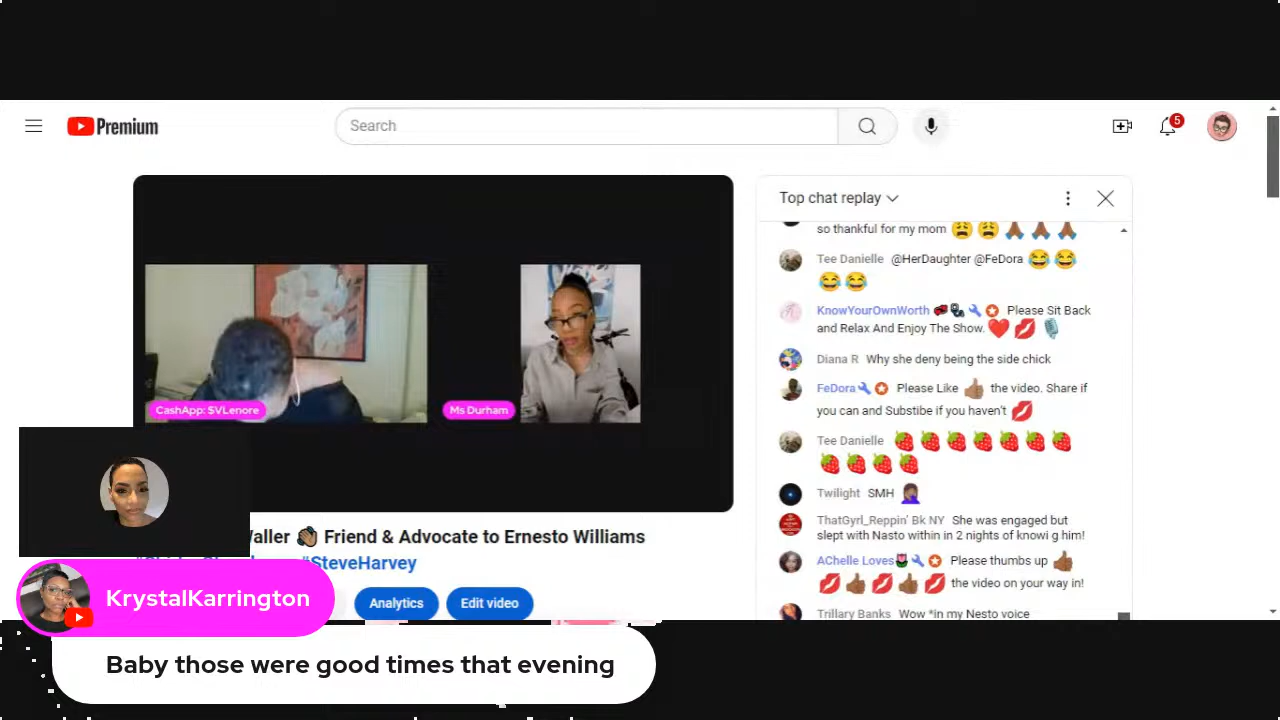 Premium
Search
5
Top chat replay
so thankful for my mom
Tee Danielle @HerDaughter @FeDora
KnowYourOwnWorth Please Sit Back
and Relax And Enjoy The Show.
Diana R Why she deny being the side chick
FeDora Please Like the video. Share if
you can and Substibe if you haven't
Tee Danielle
Twilight SMH
ThatGyrl_Reppin' Bk NY She was engaged but
slept with Nasto within in 2 nights of knowi g him!
AChelle Loves Please thumbs up
the video on your way in!
Trillary Banks Wow *in my Nesto voice
CashApp: $VLenore
Ms Durham
Friend & Advocate to Ernesto Williams
#SteveHarvey
Analytics
Edit video
KrystalKarrington
Baby those were good times that evening